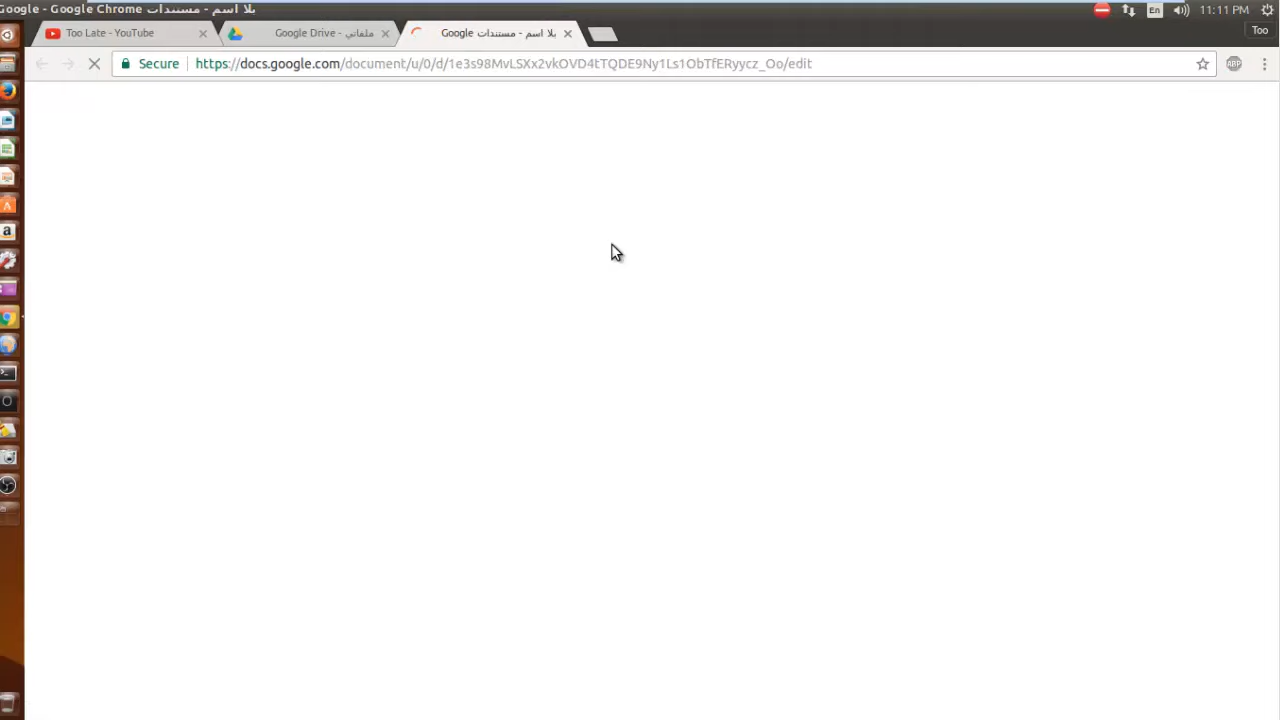 بلا اسم - مستندات Google - Google Chrome
En
11:11 PM
Too Late - YouTube
ملفاتي - Google Drive
بلا اسم - مستندات Google
Too
Secure
https://docs.google.com/document/u/0/d/1e3s98MvLSXx2vkOVD4tTQDE9Ny1Ls1ObTfERyycz_Oo/edit
ABP